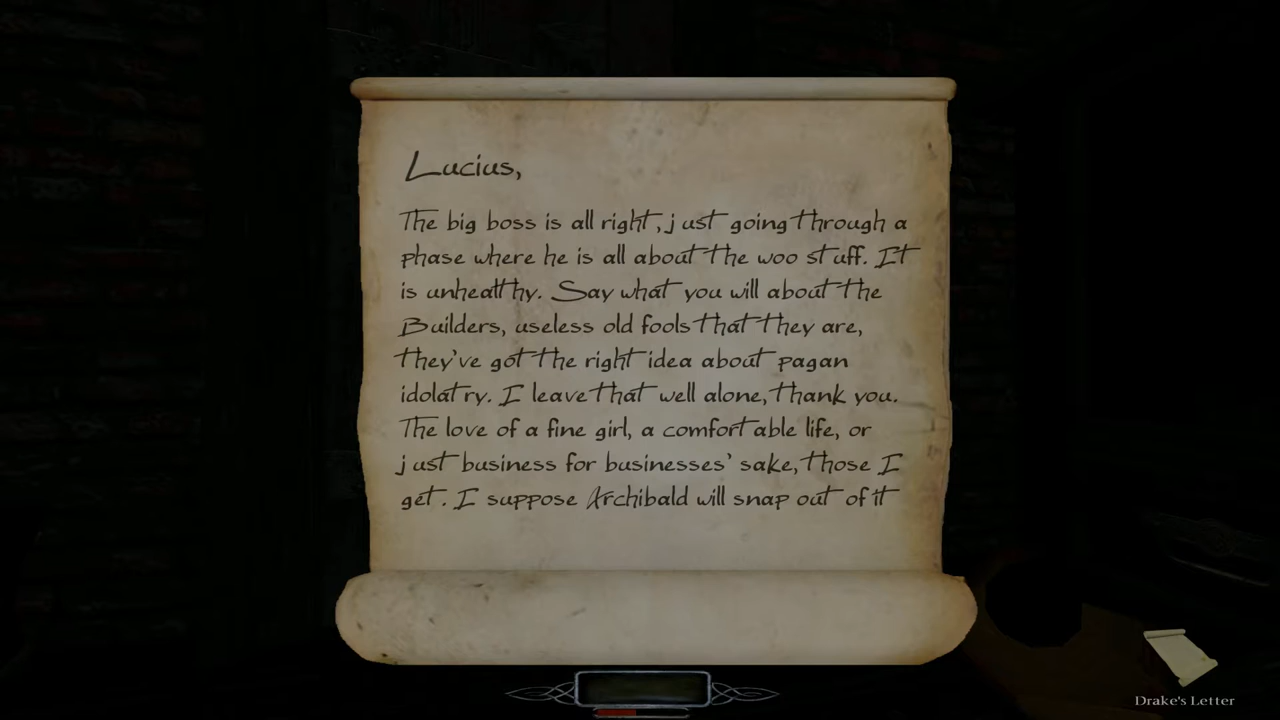 Lucius,
The big boss is all right, just going through a
phase where he is all about the woo stuff. It
is unhealthy. Say what you will about the
Builders, useless old fools that they are,
they've got the right idea about pagan
idolatry. I leave that well alone, thank you.
The love of a fine girl, a comfortable life, or
just business for businesses' sake, those I
get. I suppose Archibald will snap out of it
Drake's Letter